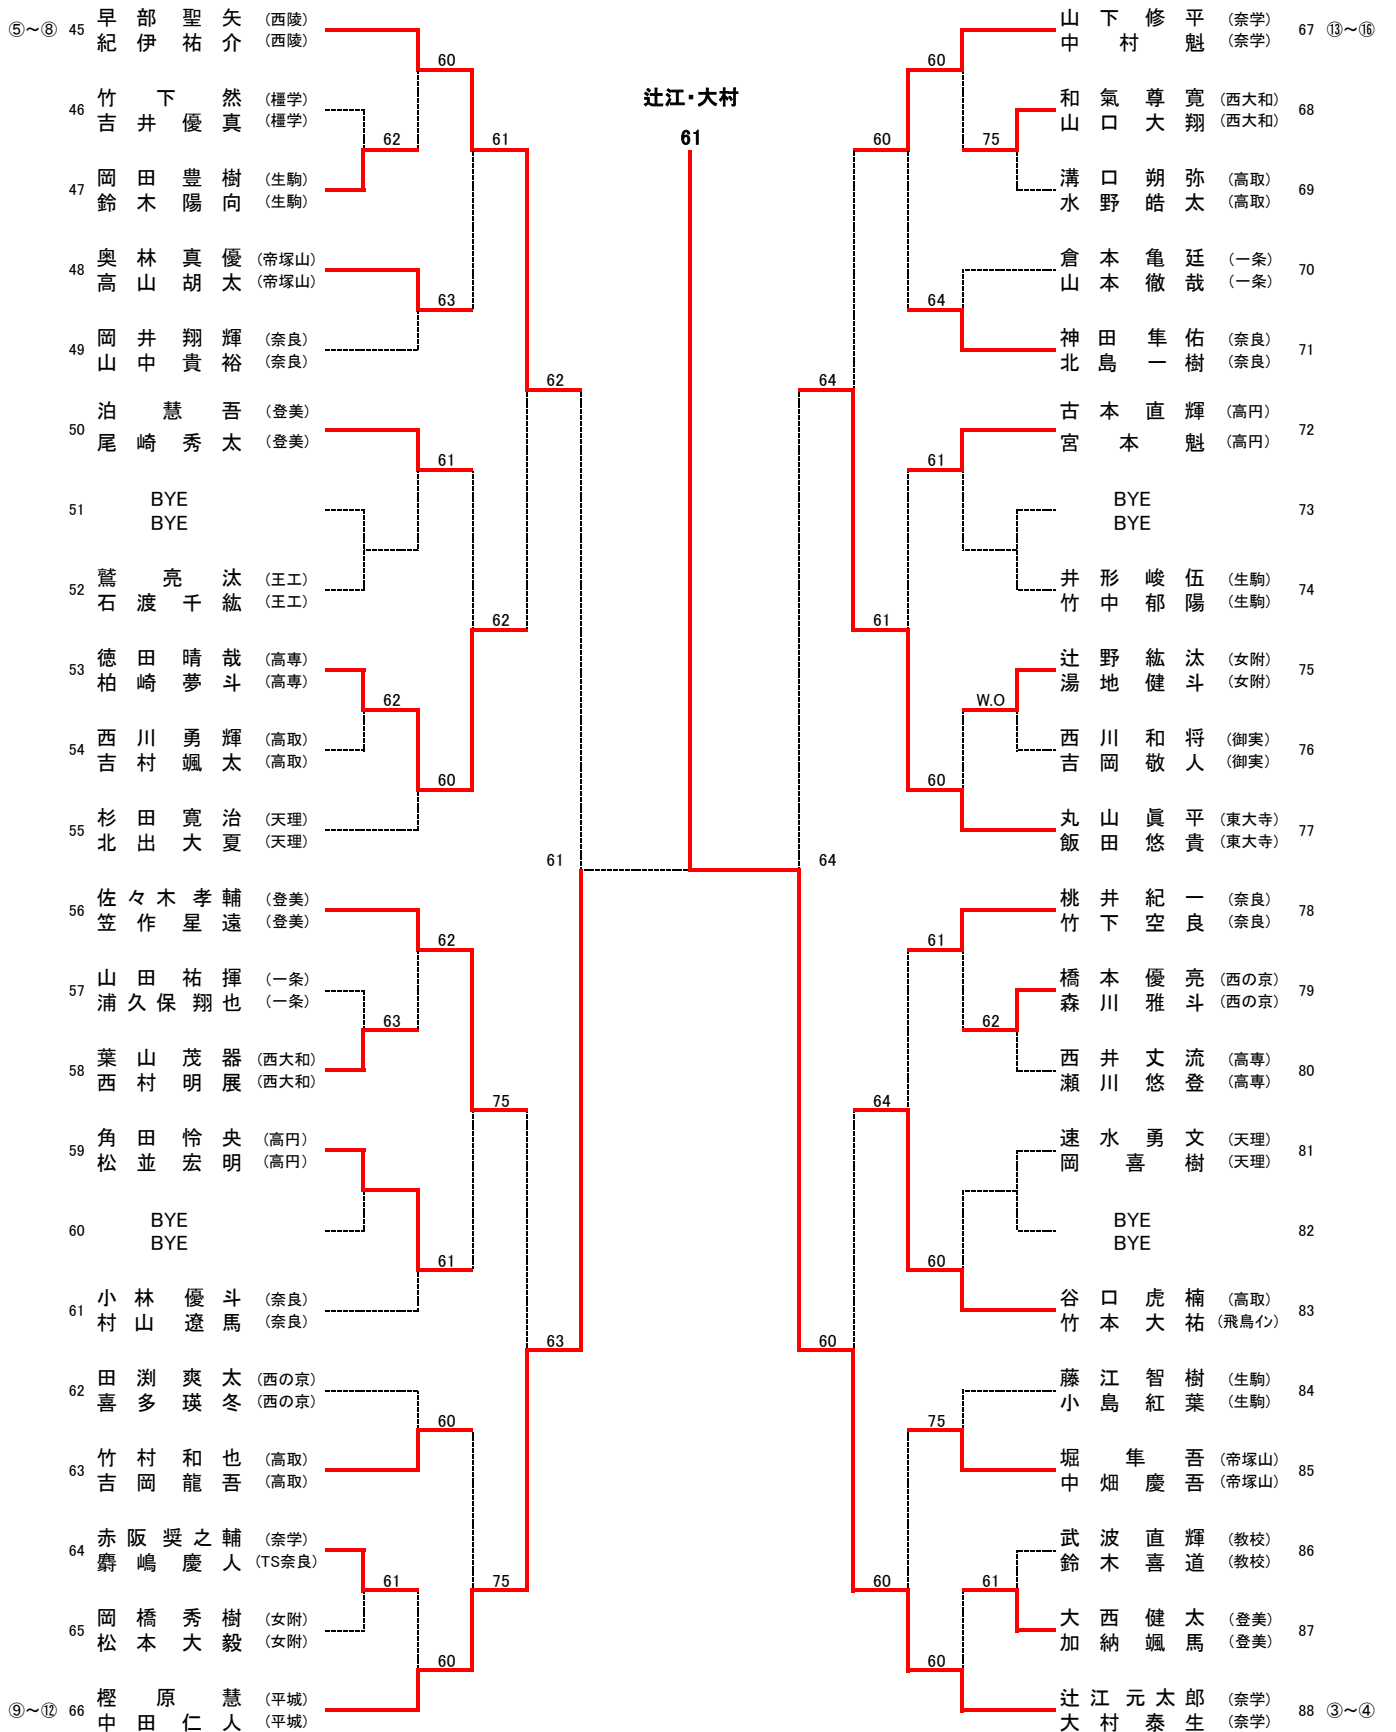 ⑤～⑧ 45 早部聖矢 (西陵)
紀伊祐介 (西陵)
60
46 竹下然 (橿学)
吉井優真 (橿学)
62
61
47 岡田豊樹 (生駒)
鈴木陽向 (生駒)
48 奥林真優 (帝塚山)
高山胡太 (帝塚山)
63
49 岡井翔輝 (奈良)
山中貴裕 (奈良)
62
50 泊慧吾 (登美)
尾崎秀太 (登美)
61
51 BYE
BYE
52 鷲亮汰 (王工)
石渡千紘 (王工)
62
53 徳田晴哉 (高専)
柏崎夢斗 (高専)
62
54 西川勇輝 (高取)
吉村颯太 (高取)
60
55 杉田寛治 (天理)
北出大夏 (天理)
61
56 佐々木孝輔 (登美)
笠作星遠 (登美)
62
57 山田祐揮 (一条)
浦久保翔也 (一条)
63
58 葉山茂器 (西大和)
西村明展 (西大和)
75
59 角田怜央 (高円)
松並宏明 (高円)
60 BYE
BYE
61
61 小林優斗 (奈良)
村山遼馬 (奈良)
63
62 田渕爽太 (西の京)
喜多瑛冬 (西の京)
60
63 竹村和也 (高取)
吉岡龍吾 (高取)
64 赤阪奨之輔 (奈学)
麝嶋慶人 (TS奈良)
61
75
65 岡橋秀樹 (女附)
松本大毅 (女附)
60
⑨～⑫ 66 樫原慧 (平城)
中田仁人 (平城)
辻江・大村
61
山下修平 (奈学) 67 ⑬～⑯
中村魁 (奈学)
60
和氣尊寛 (西大和) 68
山口大翔 (西大和)
60
75
溝口朔弥 (高取) 69
水野皓太 (高取)
倉本亀廷 (一条) 70
山本徹哉 (一条)
64
神田隼佑 (奈良) 71
北島一樹 (奈良)
64
古本直輝 (高円) 72
宮本魁 (高円)
61
BYE 73
BYE
井形峻伍 (生駒) 74
竹中郁陽 (生駒)
61
辻野紘汰 (女附) 75
湯地健斗 (女附)
W.O
西川和将 (御実) 76
吉岡敬人 (御実)
60
丸山眞平 (東大寺) 77
飯田悠貴 (東大寺)
64
桃井紀一 (奈良) 78
竹下空良 (奈良)
61
橋本優亮 (西の京) 79
森川雅斗 (西の京)
62
西井丈流 (高専) 80
瀬川悠登 (高専)
64
速水勇文 (天理) 81
岡喜樹 (天理)
BYE 82
BYE
60
谷口虎楠 (高取) 83
竹本大祐 (飛鳥イン)
60
藤江智樹 (生駒) 84
小島紅葉 (生駒)
75
堀隼吾 (帝塚山) 85
中畑慶吾 (帝塚山)
武波直輝 (教校) 86
鈴木喜道 (教校)
60
61
大西健太 (登美) 87
加納颯馬 (登美)
60
辻江元太郎 (奈学) 88 ③～④
大村泰生 (奈学)